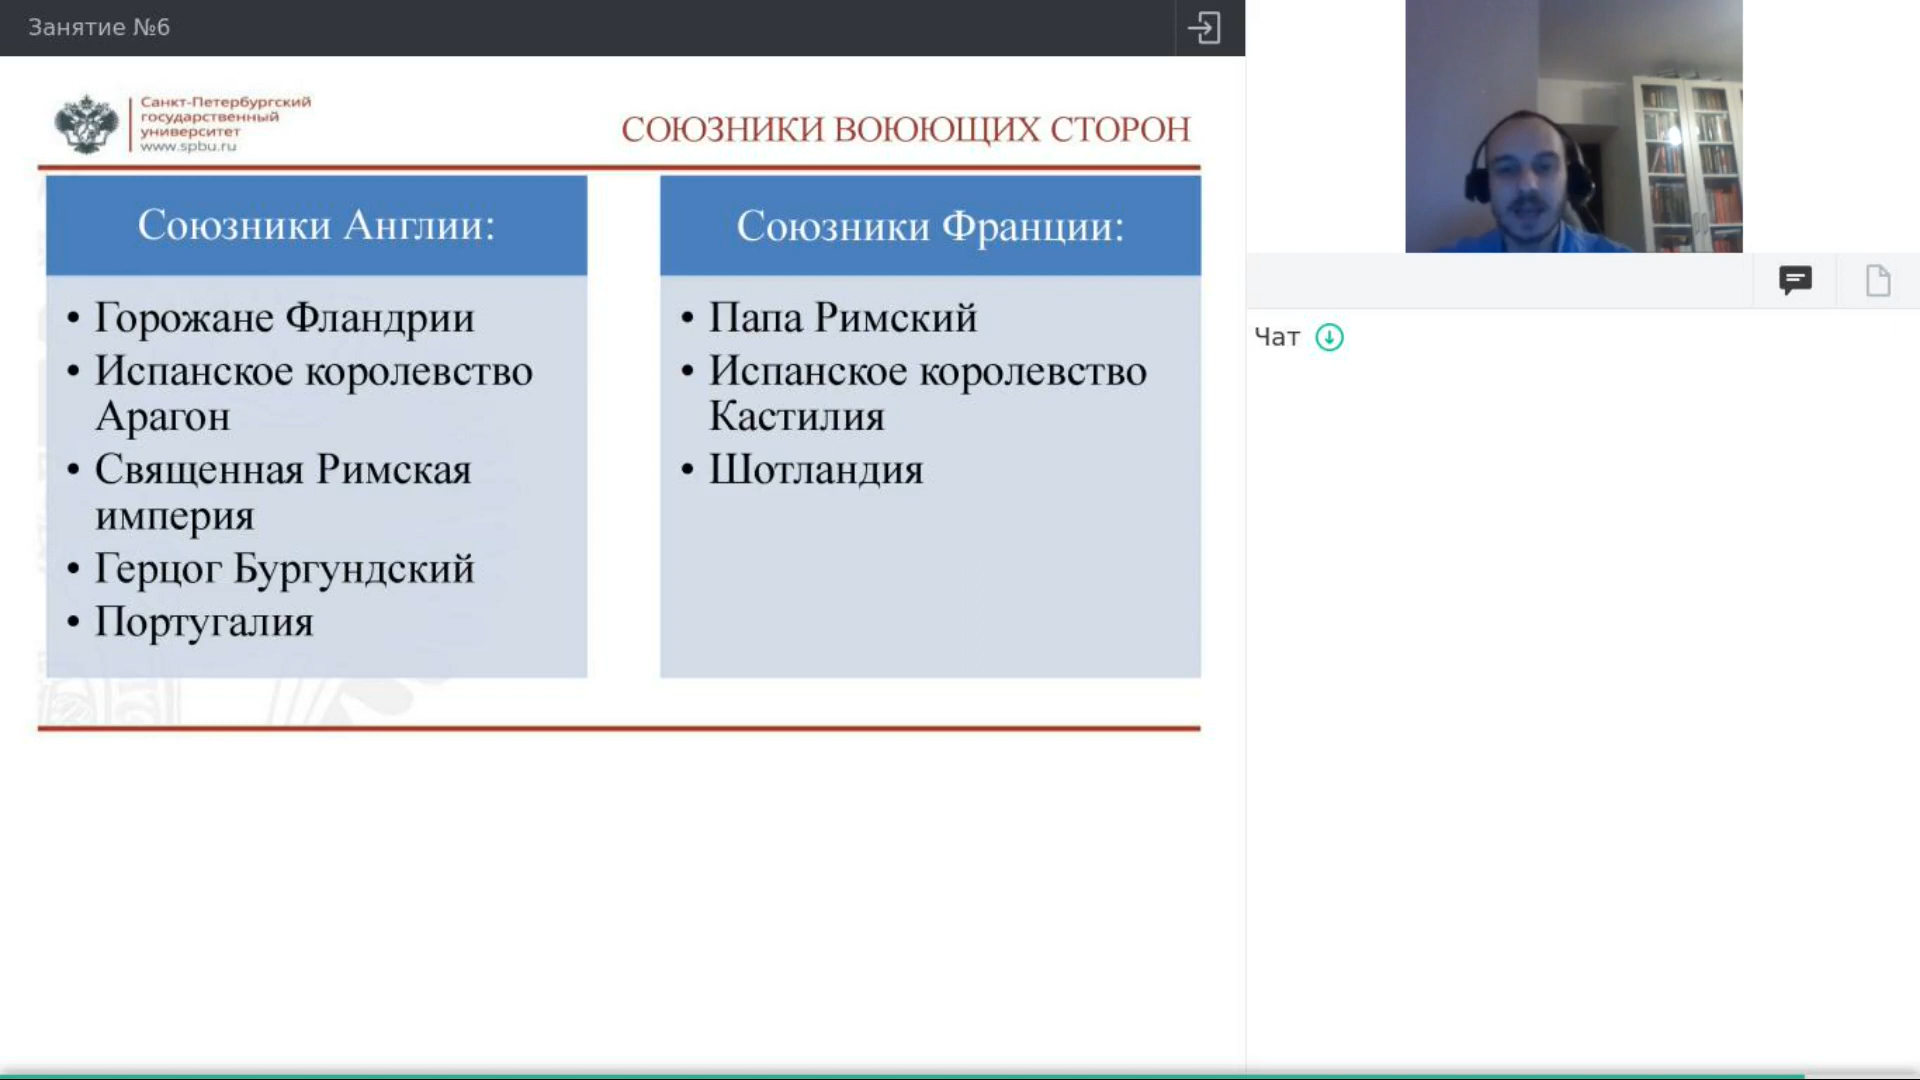 Занятие №6
Санкт-Петербургский
государственный
университет
www.spbu.ru
СОЮЗНИКИ ВОЮЮЩИХ СТОРОН
Союзники Англии:
• Горожане Фландрии
• Испанское королевство
Арагон
• Священная Римская
империя
• Герцог Бургундский
• Португалия
Союзники Франции:
• Папа Римский
• Испанское королевство
Кастилия
• Шотландия
Чат